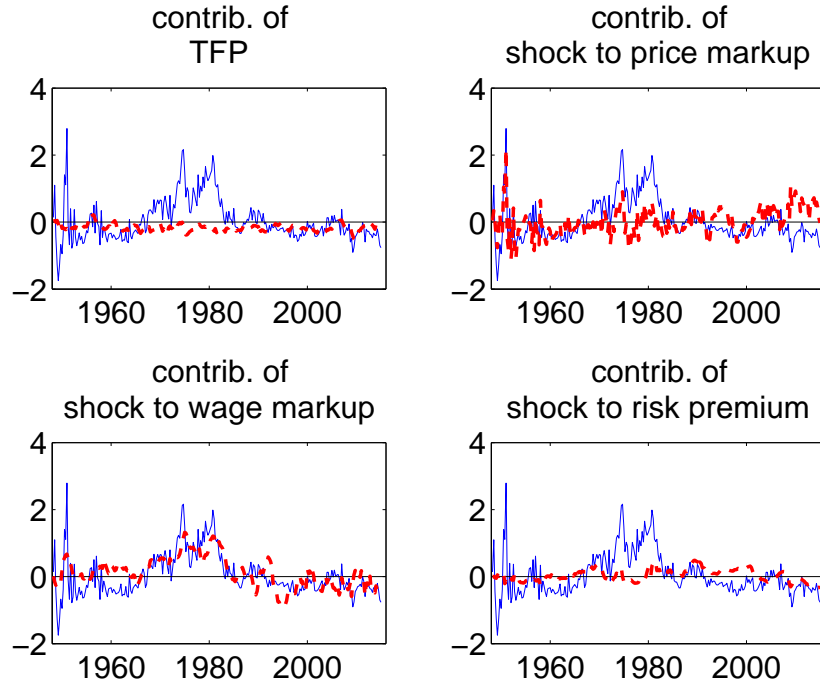 contrib. of
TFP
4
2
0
−2
1960 1980 2000
contrib. of
shock to price markup
4
2
0
−2
1960 1980 2000
contrib. of
shock to wage markup
4
2
0
−2
1960 1980 2000
contrib. of
shock to risk premium
4
2
0
−2
1960 1980 2000